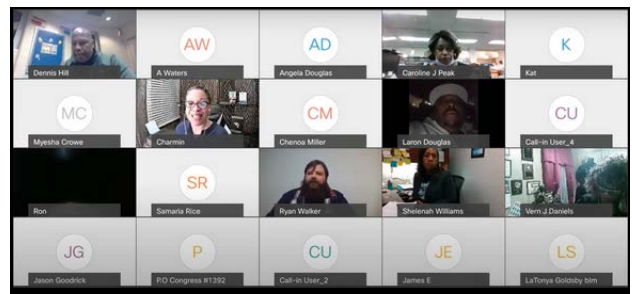 Dennis Hill
AW
A Waters
AD
Angela Douglas
Caroline J Peak
K
Kat
MC
Myesha Crowe
Charmin
CM
Chenoa Miller
Laron Douglas
CU
Call-in User_4
Ron
SR
Samaria Rice
Ryan Walker
Shelenah Williams
Vern J Daniels
JG
Jason Goodrick
P
P.O Congress #1392
CU
Call-in User_2
JE
James E
LS
LaTonya Goldsby blm